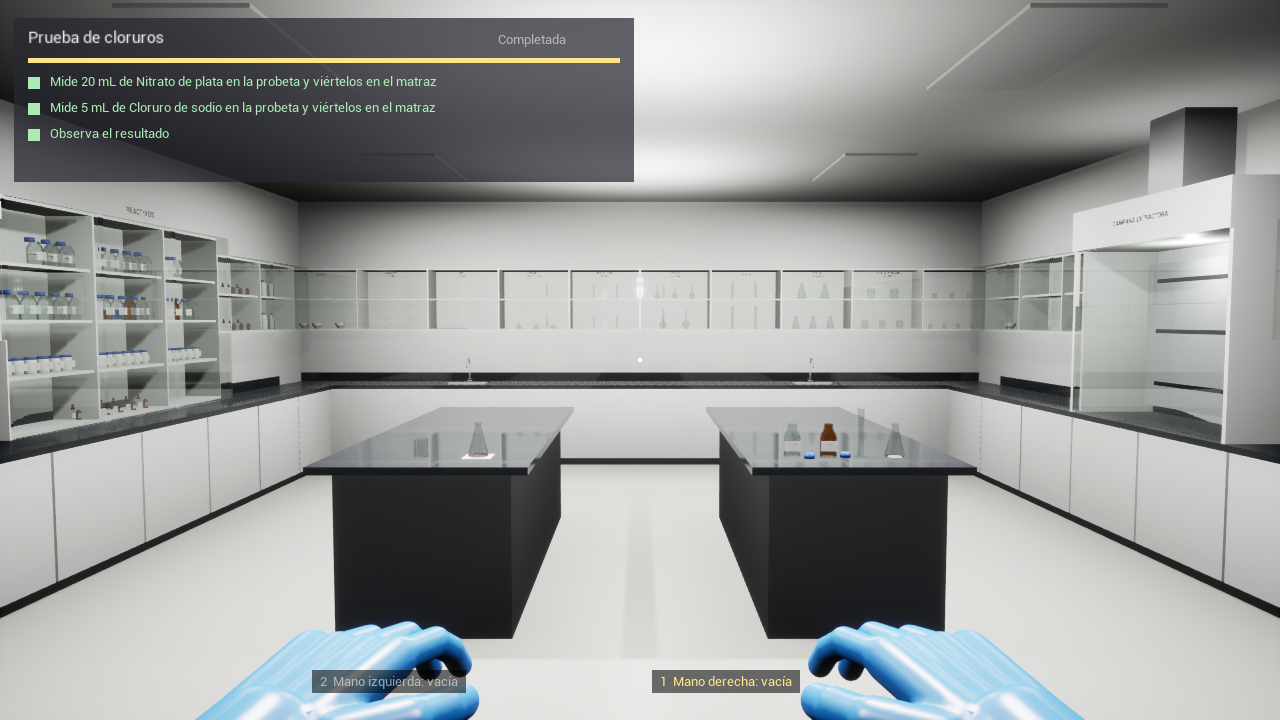 Prueba de cloruros
Completada
Mide 20 mL de Nitrato de plata en la probeta y viértelos en el matraz
Mide 5 mL de Cloruro de sodio en la probeta y viértelos en el matraz
Observa el resultado
REACTIVOS
CAMPANA EXTRACTORA
2 Mano izquierda: vacía
1 Mano derecha: vacía